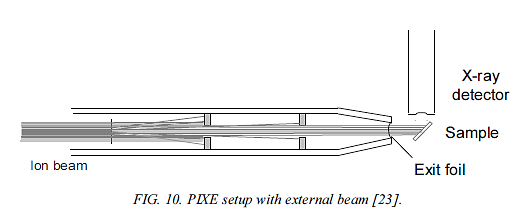 X-ray
detector
Sample
Ion beam
Exit foil
FIG. 10. PIXE setup with external beam [23].